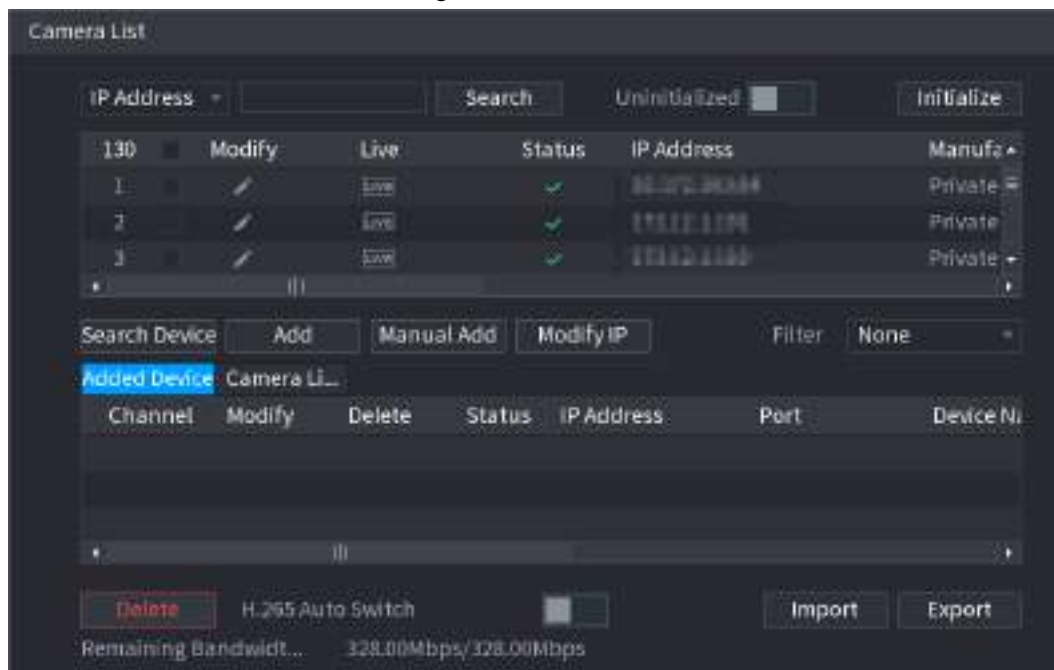 Camera List
IP Address Search Uninitialized Initialize
130 Modify Live Status IP Address Manufa
1 Live Private
2 Live Private
3 Live Private
Search Device Add Manual Add Modify IP Filter None
Added Device Camera Li...
Channel Modify Delete Status IP Address Port Device Na
Delete H.265 Auto Switch Import Export
Remaining Bandwidt... 328.00Mbps/328.00Mbps